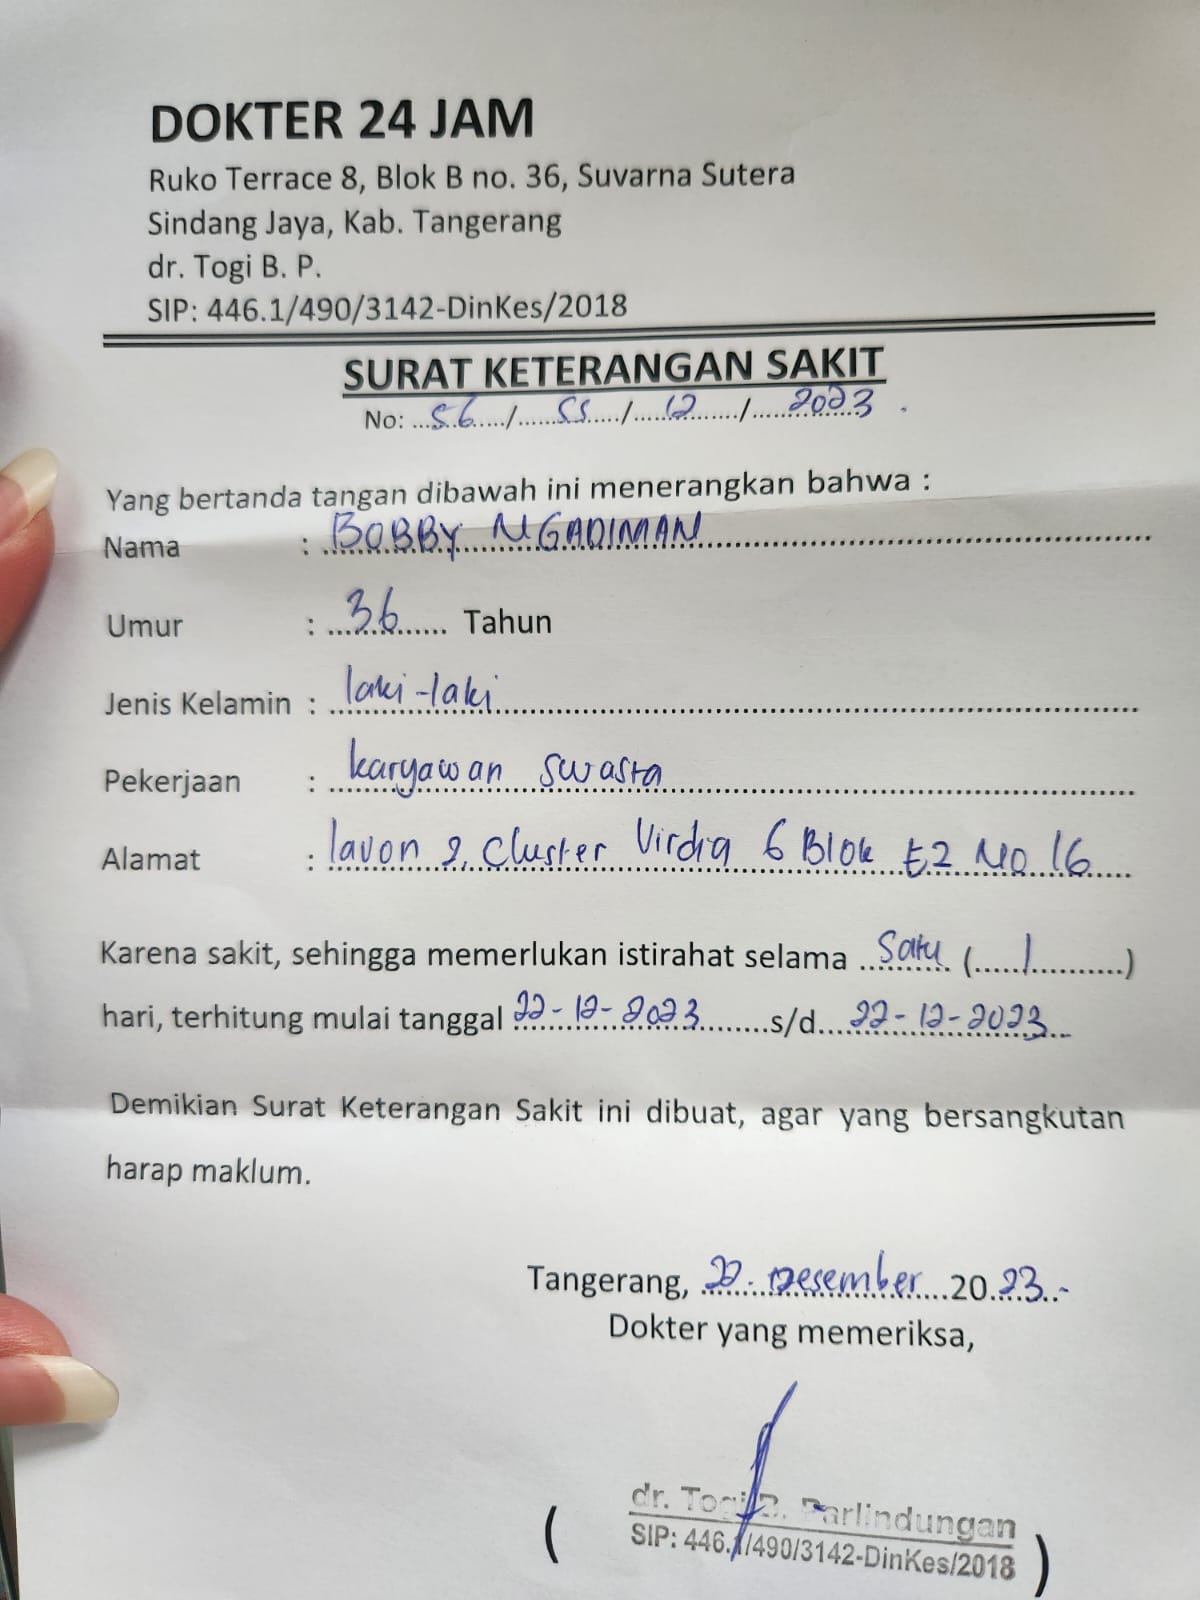 DOKTER 24 JAM
Ruko Terrace 8, Blok B no. 36, Suvarna Sutera
Sindang Jaya, Kab. Tangerang
dr. Togi B. P.
SIP: 446.1/490/3142-DinKes/2018
SURAT KETERANGAN SAKIT
No: ...56...../.......SS...../.....12......./......2023
Yang bertanda tangan dibawah ini menerangkan bahwa :
Nama : BOBBY NGADIMAN
Umur : 36 Tahun
Jenis Kelamin : laki-laki
Pekerjaan : karyawan swasta
Alamat : lavon 2, Cluster Virdia 6 Blok E2 NO 16
Karena sakit, sehingga memerlukan istirahat selama Satu (.....1...........)
hari, terhitung mulai tanggal 22-12-2023 s/d 22-12-2023
Demikian Surat Keterangan Sakit ini dibuat, agar yang bersangkutan
harap maklum.
Tangerang, 22. Desember 2023.-
Dokter yang memeriksa,
dr. Togi B. Parlindungan
( SIP: 446.1/490/3142-DinKes/2018 )